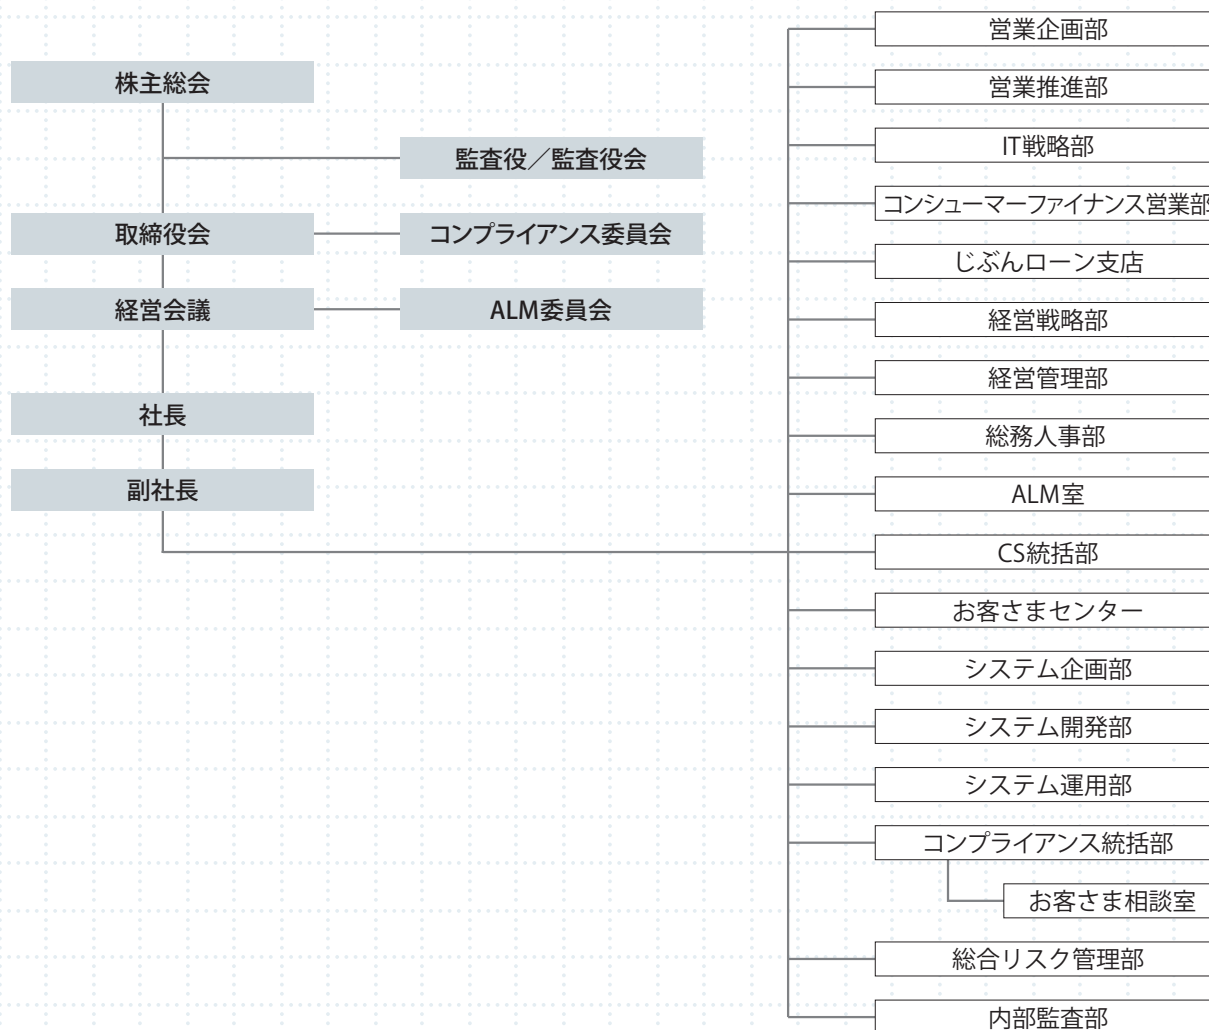 株主総会
監査役／監査役会
取締役会
コンプライアンス委員会
経営会議
ALM委員会
社長
副社長
営業企画部
営業推進部
IT戦略部
コンシューマーファイナンス営業部
じぶんローン支店
経営戦略部
経営管理部
総務人事部
ALM室
CS統括部
お客さまセンター
システム企画部
システム開発部
システム運用部
コンプライアンス統括部
お客さま相談室
総合リスク管理部
内部監査部